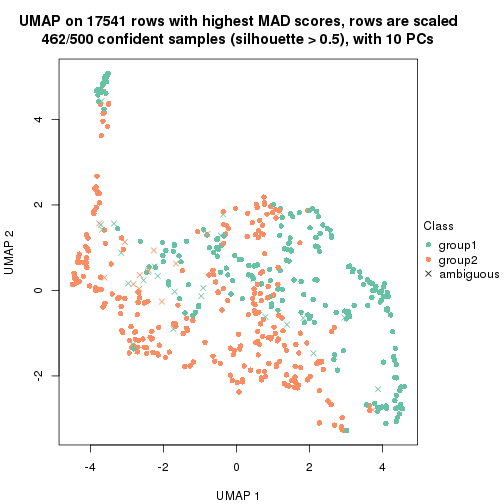 UMAP on 17541 rows with highest MAD scores, rows are scaled
462/500 confident samples (silhouette > 0.5), with 10 PCs
4
2
0
-2
UMAP 2
-4
-2
0
2
4
UMAP 1
Class
group1
group2
ambiguous